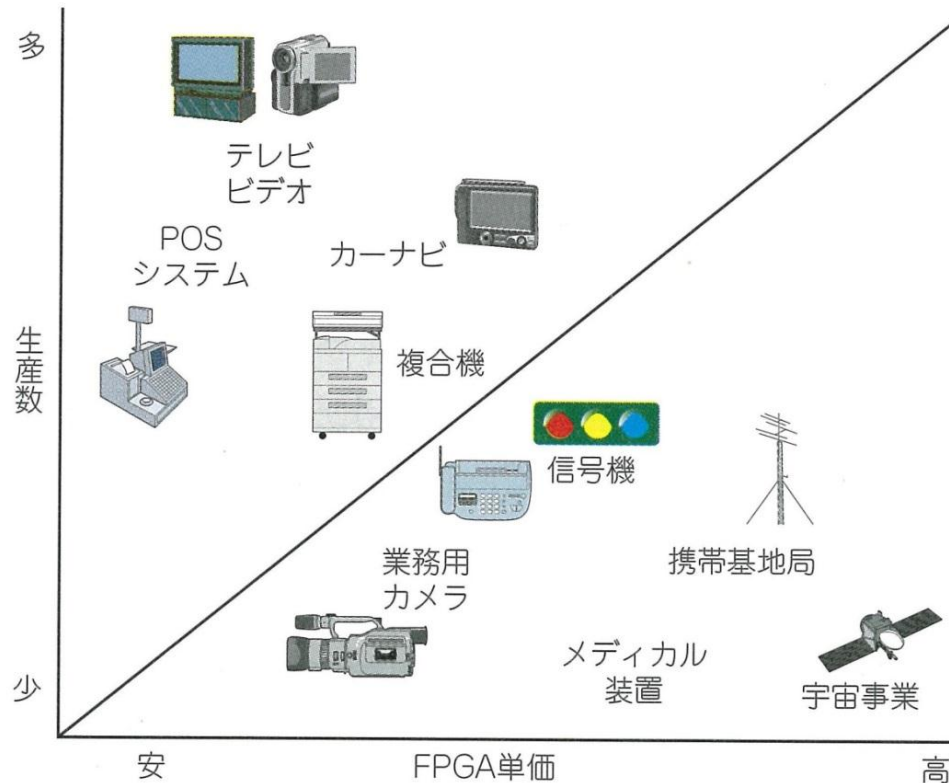 多
テレビ
ビデオ
POS
システム
カーナビ
生産数
複合機
信号機
業務用
カメラ
携帯基地局
メディカル
装置
宇宙事業
少
安
FPGA単価
高